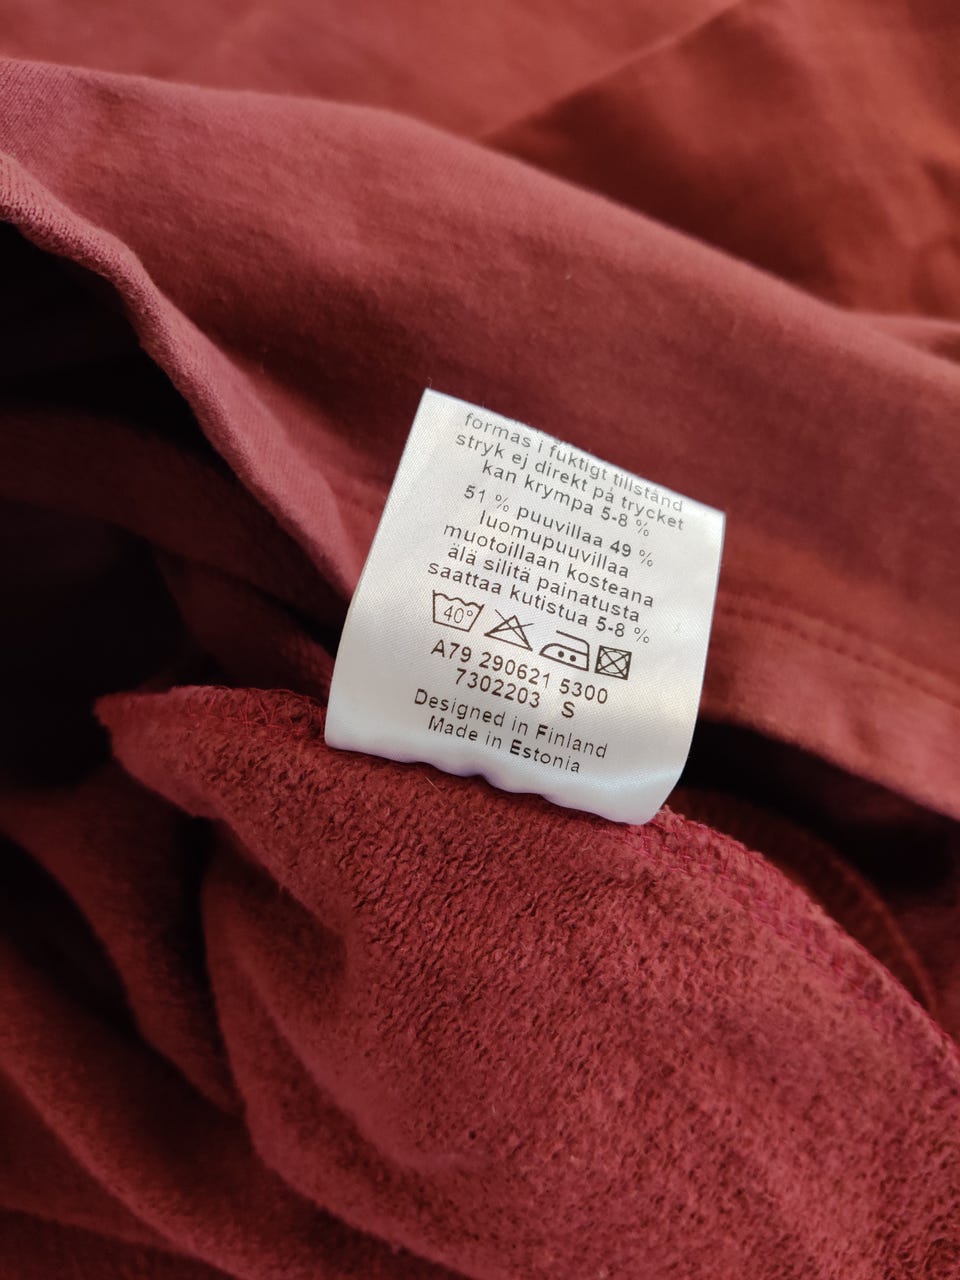 formas i fuktigt tillstånd
stryk ej direkt på trycket
kan krympa 5-8 %
51 % puuvillaa 49 %
luomupuuvillaa
muotoillaan kosteana
älä silitä painatusta
saattaa kutistua 5-8 %
40°
A79 290621 5300
7302203 S
Designed in Finland
Made in Estonia